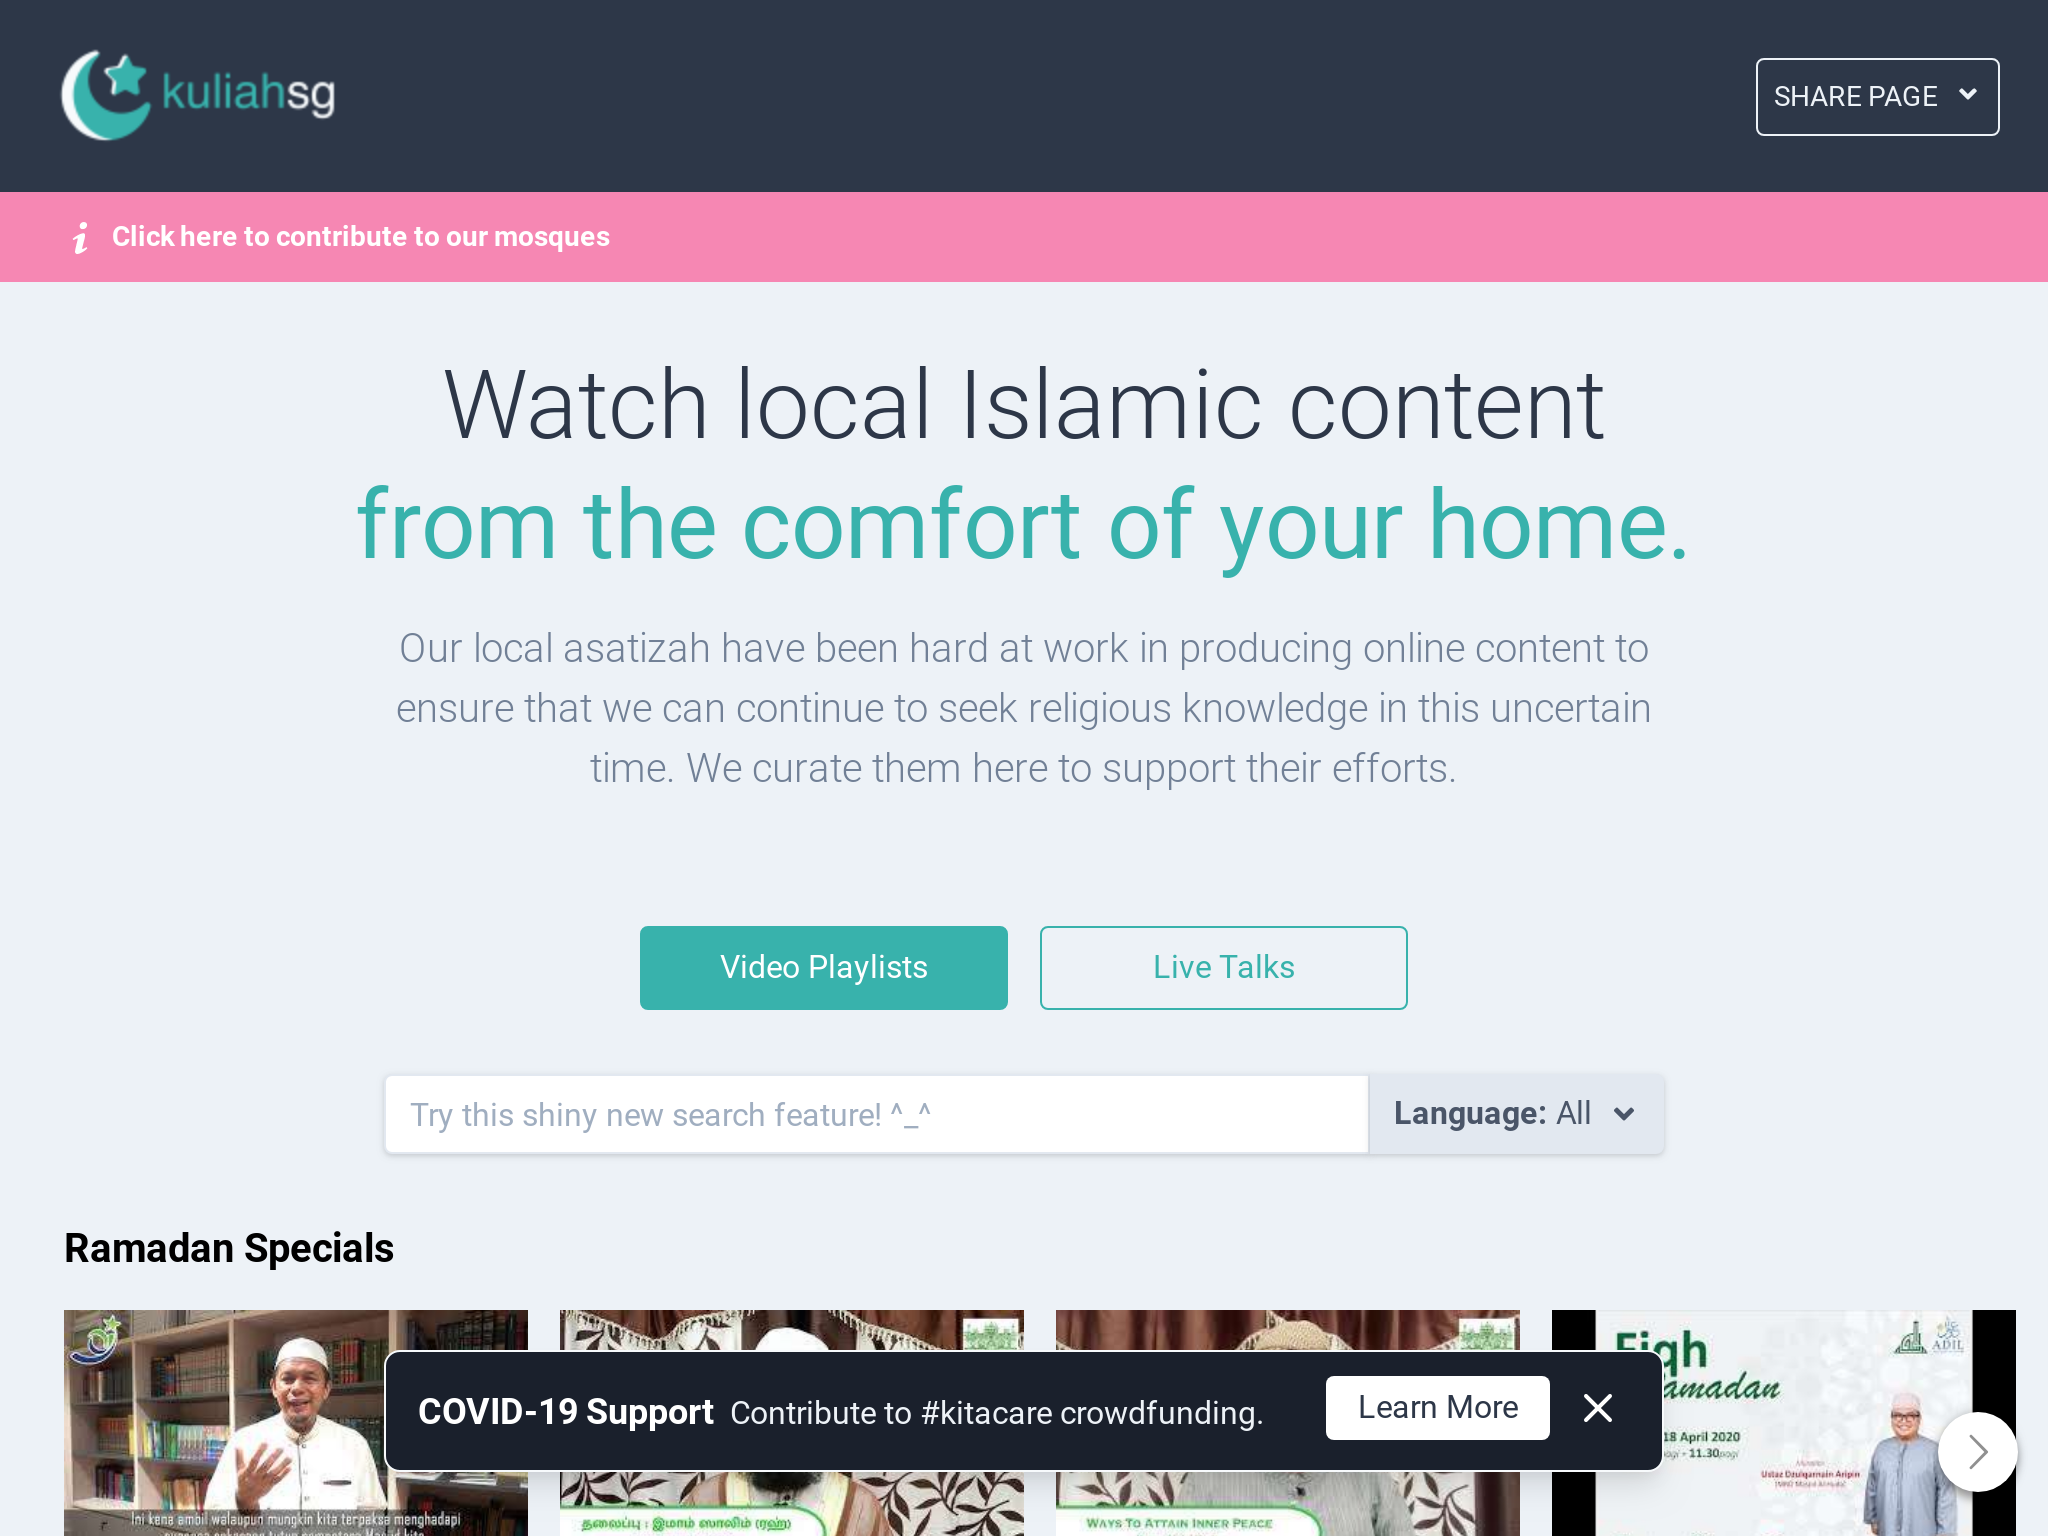 kuliahsg
SHARE PAGE
Click here to contribute to our mosques
Watch local Islamic content
from the comfort of your home.
Our local asatizah have been hard at work in producing online content to
ensure that we can continue to seek religious knowledge in this uncertain
time. We curate them here to support their efforts.
Video Playlists
Live Talks
Try this shiny new search feature! ^_^
Language: All
Ramadan Specials
Fiqh
ADIL
amadan
COVID-19 Support Contribute to #kitacare crowdfunding.
Learn More
18 April 2020
- 11.30pagi
Ustaz Dzulqarnain Aripin
Ini kena ambil walaupun mungkin kita terpaksa menghadapi
தலைப்பு : இமாம் ஸாலிம் (ரஹ்)
WAYS TO ATTAIN INNER PEACE